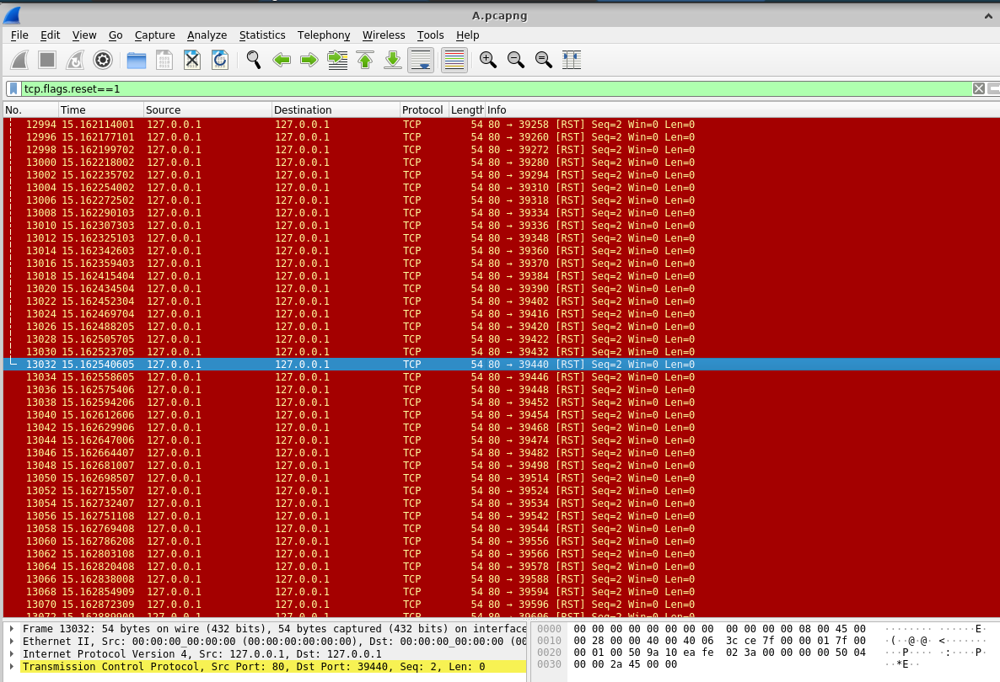 A.pcapng
File Edit View Go Capture Analyze Statistics Telephony Wireless Tools Help
tcp.flags.reset==1
No. Time Source Destination Protocol Length Info
12994 15.162114001 127.0.0.1 127.0.0.1 TCP 54 80 → 39258 [RST] Seq=2 Win=0 Len=0
12996 15.162177101 127.0.0.1 127.0.0.1 TCP 54 80 → 39260 [RST] Seq=2 Win=0 Len=0
12998 15.162199702 127.0.0.1 127.0.0.1 TCP 54 80 → 39272 [RST] Seq=2 Win=0 Len=0
13000 15.162218002 127.0.0.1 127.0.0.1 TCP 54 80 → 39280 [RST] Seq=2 Win=0 Len=0
13002 15.162235702 127.0.0.1 127.0.0.1 TCP 54 80 → 39294 [RST] Seq=2 Win=0 Len=0
13004 15.162254002 127.0.0.1 127.0.0.1 TCP 54 80 → 39310 [RST] Seq=2 Win=0 Len=0
13006 15.162272502 127.0.0.1 127.0.0.1 TCP 54 80 → 39318 [RST] Seq=2 Win=0 Len=0
13008 15.162290103 127.0.0.1 127.0.0.1 TCP 54 80 → 39334 [RST] Seq=2 Win=0 Len=0
13010 15.162307303 127.0.0.1 127.0.0.1 TCP 54 80 → 39336 [RST] Seq=2 Win=0 Len=0
13012 15.162325103 127.0.0.1 127.0.0.1 TCP 54 80 → 39348 [RST] Seq=2 Win=0 Len=0
13014 15.162342603 127.0.0.1 127.0.0.1 TCP 54 80 → 39360 [RST] Seq=2 Win=0 Len=0
13016 15.162359403 127.0.0.1 127.0.0.1 TCP 54 80 → 39370 [RST] Seq=2 Win=0 Len=0
13018 15.162415404 127.0.0.1 127.0.0.1 TCP 54 80 → 39384 [RST] Seq=2 Win=0 Len=0
13020 15.162434504 127.0.0.1 127.0.0.1 TCP 54 80 → 39390 [RST] Seq=2 Win=0 Len=0
13022 15.162452304 127.0.0.1 127.0.0.1 TCP 54 80 → 39402 [RST] Seq=2 Win=0 Len=0
13024 15.162469704 127.0.0.1 127.0.0.1 TCP 54 80 → 39416 [RST] Seq=2 Win=0 Len=0
13026 15.162488205 127.0.0.1 127.0.0.1 TCP 54 80 → 39420 [RST] Seq=2 Win=0 Len=0
13028 15.162505705 127.0.0.1 127.0.0.1 TCP 54 80 → 39422 [RST] Seq=2 Win=0 Len=0
13030 15.162523705 127.0.0.1 127.0.0.1 TCP 54 80 → 39432 [RST] Seq=2 Win=0 Len=0
13032 15.162540605 127.0.0.1 127.0.0.1 TCP 54 80 → 39440 [RST] Seq=2 Win=0 Len=0
13034 15.162558605 127.0.0.1 127.0.0.1 TCP 54 80 → 39446 [RST] Seq=2 Win=0 Len=0
13036 15.162575406 127.0.0.1 127.0.0.1 TCP 54 80 → 39448 [RST] Seq=2 Win=0 Len=0
13038 15.162594206 127.0.0.1 127.0.0.1 TCP 54 80 → 39452 [RST] Seq=2 Win=0 Len=0
13040 15.162612606 127.0.0.1 127.0.0.1 TCP 54 80 → 39454 [RST] Seq=2 Win=0 Len=0
13042 15.162629906 127.0.0.1 127.0.0.1 TCP 54 80 → 39468 [RST] Seq=2 Win=0 Len=0
13044 15.162647006 127.0.0.1 127.0.0.1 TCP 54 80 → 39474 [RST] Seq=2 Win=0 Len=0
13046 15.162664407 127.0.0.1 127.0.0.1 TCP 54 80 → 39482 [RST] Seq=2 Win=0 Len=0
13048 15.162681007 127.0.0.1 127.0.0.1 TCP 54 80 → 39498 [RST] Seq=2 Win=0 Len=0
13050 15.162698507 127.0.0.1 127.0.0.1 TCP 54 80 → 39514 [RST] Seq=2 Win=0 Len=0
13052 15.162715507 127.0.0.1 127.0.0.1 TCP 54 80 → 39524 [RST] Seq=2 Win=0 Len=0
13054 15.162732407 127.0.0.1 127.0.0.1 TCP 54 80 → 39534 [RST] Seq=2 Win=0 Len=0
13056 15.162751108 127.0.0.1 127.0.0.1 TCP 54 80 → 39542 [RST] Seq=2 Win=0 Len=0
13058 15.162769408 127.0.0.1 127.0.0.1 TCP 54 80 → 39544 [RST] Seq=2 Win=0 Len=0
13060 15.162786208 127.0.0.1 127.0.0.1 TCP 54 80 → 39556 [RST] Seq=2 Win=0 Len=0
13062 15.162803108 127.0.0.1 127.0.0.1 TCP 54 80 → 39566 [RST] Seq=2 Win=0 Len=0
13064 15.162820408 127.0.0.1 127.0.0.1 TCP 54 80 → 39578 [RST] Seq=2 Win=0 Len=0
13066 15.162838008 127.0.0.1 127.0.0.1 TCP 54 80 → 39588 [RST] Seq=2 Win=0 Len=0
13068 15.162854909 127.0.0.1 127.0.0.1 TCP 54 80 → 39594 [RST] Seq=2 Win=0 Len=0
13070 15.162872309 127.0.0.1 127.0.0.1 TCP 54 80 → 39596 [RST] Seq=2 Win=0 Len=0
Frame 13032: 54 bytes on wire (432 bits), 54 bytes captured (432 bits) on interface
Ethernet II, Src: 00:00:00_00:00:00 (00:00:00:00:00:00), Dst: 00:00:00_00:00:00 (00
Internet Protocol Version 4, Src: 127.0.0.1, Dst: 127.0.0.1
Transmission Control Protocol, Src Port: 80, Dst Port: 39440, Seq: 2, Len: 0
0000 00 00 00 00 00 00 00 00 00 00 00 00 08 00 45 00 ········ ······E·
0010 00 28 00 00 40 00 40 06 3c ce 7f 00 00 01 7f 00 ·(··@·@· <·······
0020 00 01 00 50 9a 10 ea fe 02 3a 00 00 00 00 50 04 ···P···· ·:····P·
0030 00 00 2a 45 00 00 ··*E··